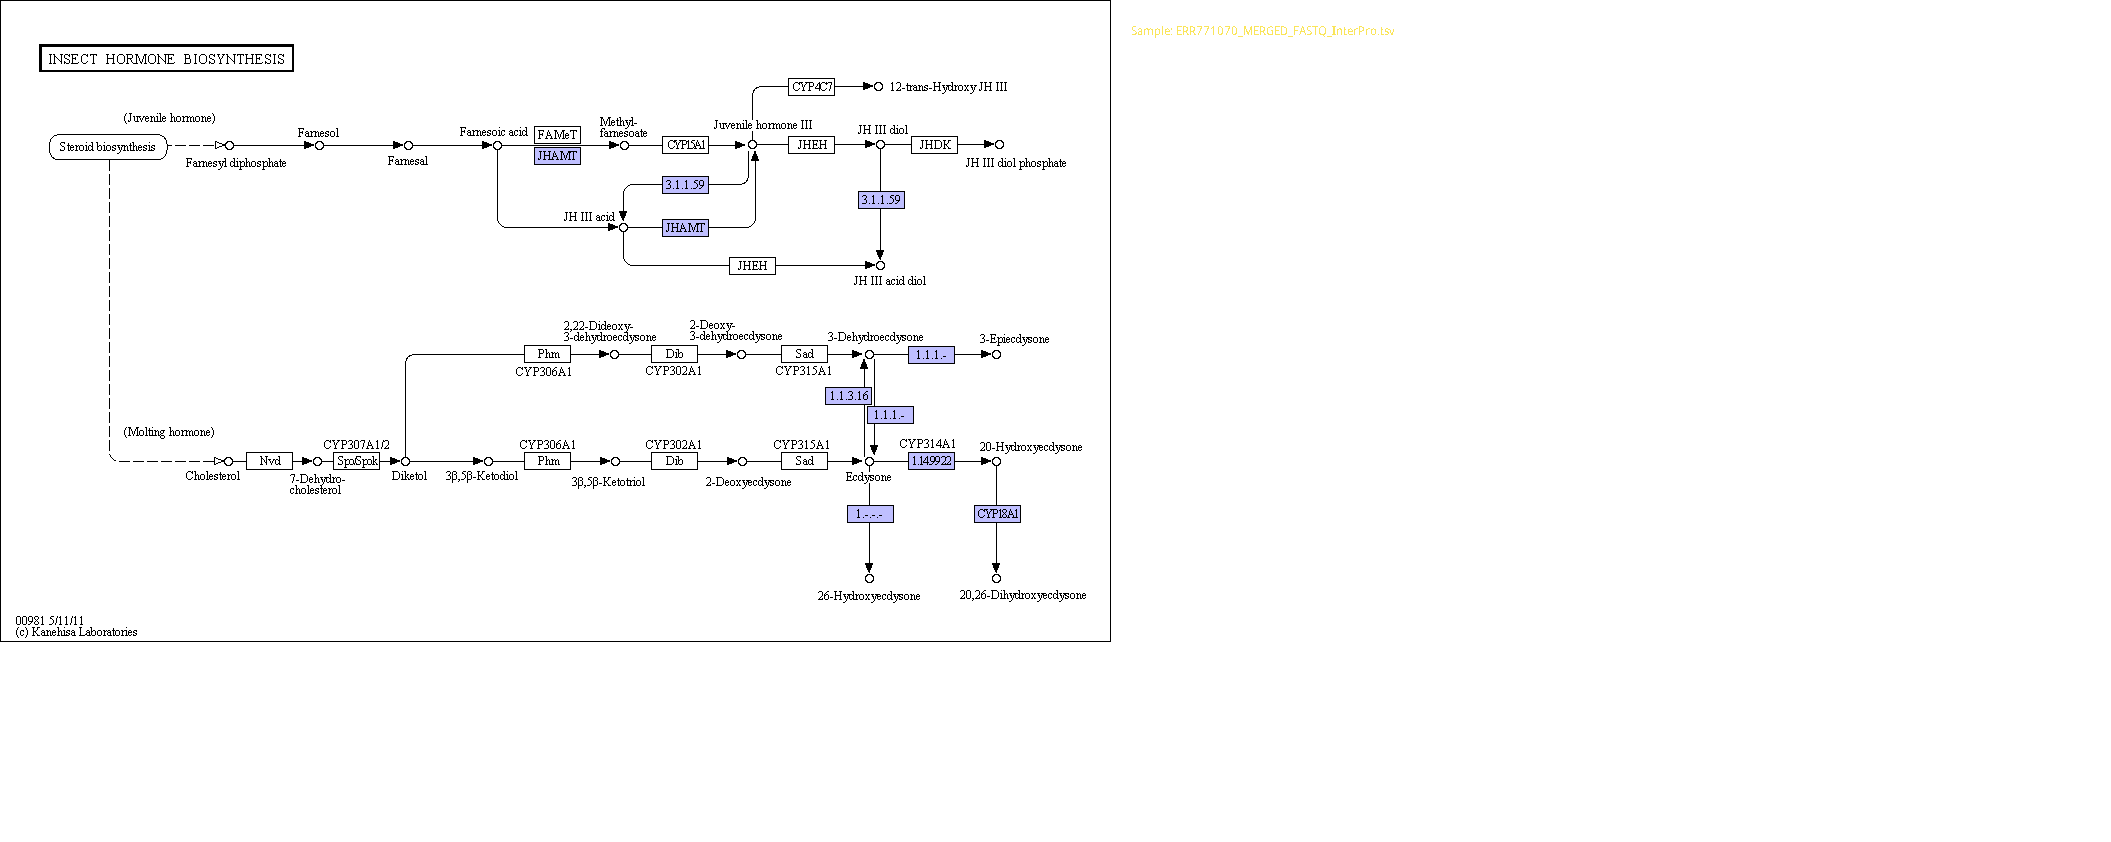 INSECT HORMONE BIOSYNTHESIS
Sample: ERR771070_MERGED_FASTQ_InterPro.tsv
CYP4C7
12-trans-Hydroxy JH III
(Juvenile hormone)
Steroid biosynthesis
Farnesyl diphosphate
Farnesol
Farnesal
Farnesoic acid
FAMeT
JHAMT
Methyl-
farnesoate
CYP15A1
Juvenile hormone III
JHEH
JH III diol
JHDK
JH III diol phosphate
3.1.1.59
3.1.1.59
JH III acid
JHAMT
JHEH
JH III acid diol
2,22-Dideoxy-
3-dehydroecdysone
2-Deoxy-
3-dehydroecdysone
3-Dehydroecdysone
3-Epiecdysone
Phm
CYP306A1
Dib
CYP302A1
Sad
CYP315A1
1.1.1.-
1.1.3.16
1.1.1.-
(Molting hormone)
Cholesterol
Nvd
7-Dehydro-
cholesterol
CYP307A1/2
Spo/Spok
Diketol
3β,5β-Ketodiol
CYP306A1
Phm
3β,5β-Ketotriol
CYP302A1
Dib
2-Deoxyecdysone
CYP315A1
Sad
Ecdysone
CYP314A1
1.14.99.22
20-Hydroxyecdysone
1.-.-.-
CYP18A1
26-Hydroxyecdysone
20,26-Dihydroxyecdysone
00981 5/11/11
(c) Kanehisa Laboratories